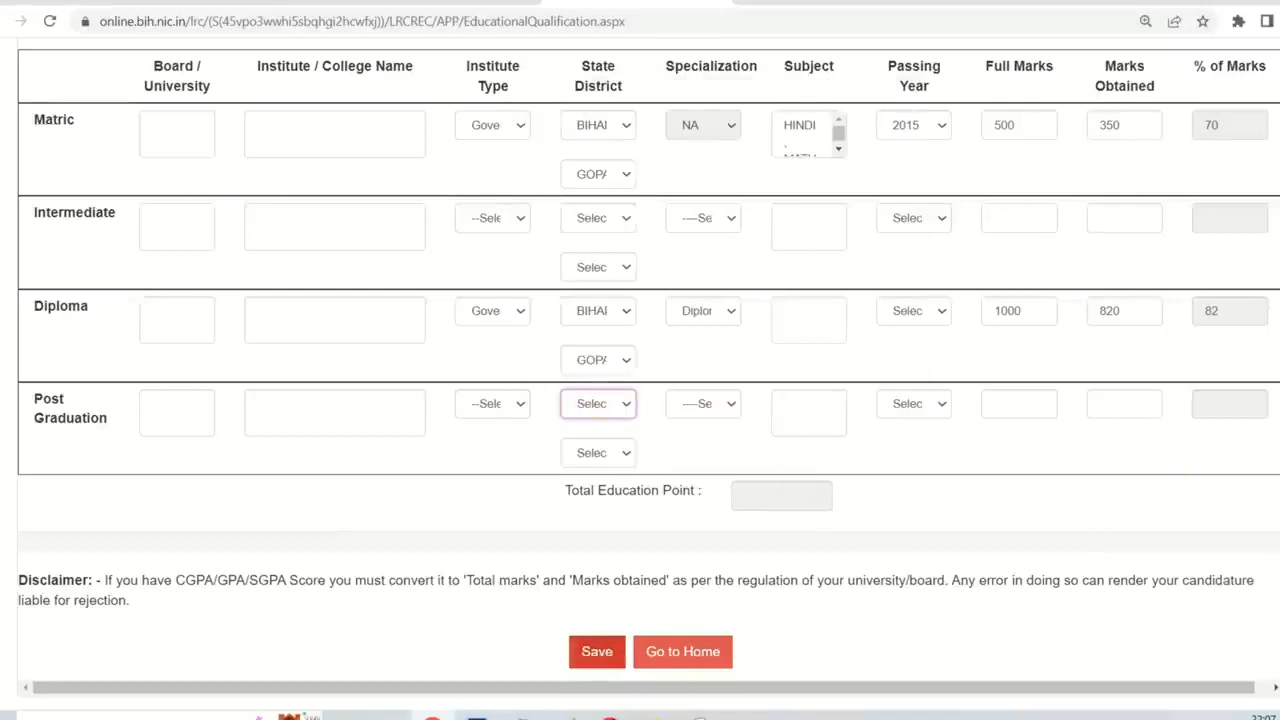 online.bih.nic.in/lrc/(S(45vpo3wwhi5sbqhgi2hcwfxj))/LRCREC/APP/EducationalQualification.aspx
Board / University Institute / College Name Institute Type State District Specialization Subject Passing Year Full Marks Marks Obtained % of Marks
Matric Gove BIHAI NA HINDI 2015 500 350 70
,
GOPA
Intermediate --Sele Selec ----Se Selec
Selec
Diploma Gove BIHAI Diplor Selec 1000 820 82
GOPA
Post Graduation --Sele Selec ----Se Selec
Selec
Total Education Point :
Disclaimer: - If you have CGPA/GPA/SGPA Score you must convert it to 'Total marks' and 'Marks obtained' as per the regulation of your university/board. Any error in doing so can render your candidature
liable for rejection.
Save Go to Home